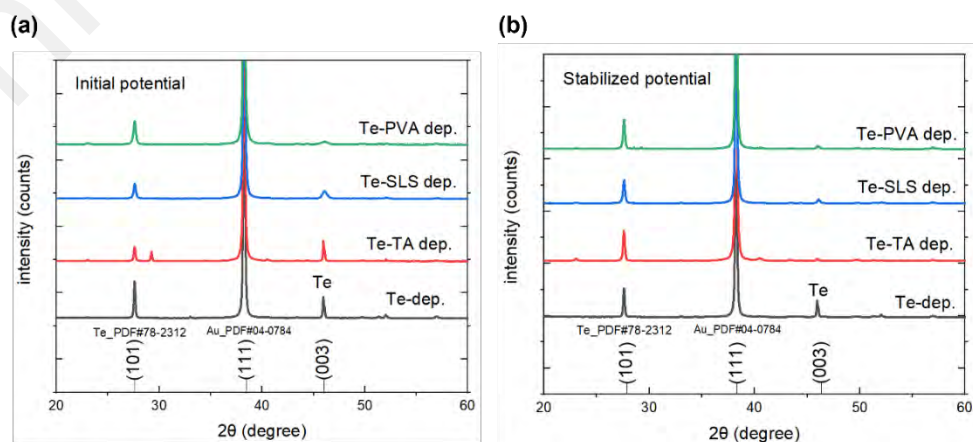 (a)
Initial potential
Te-PVA dep.
Te-SLS dep.
Te-TA dep.
Te
Te-dep.
Te_PDF#78-2312
Au_PDF#04-0784
(101)
(111)
(003)
20
30
40
50
60
2θ (degree)
intensity (counts)
(b)
Stabilized potential
Te-PVA dep.
Te-SLS dep.
Te-TA dep.
Te
Te-dep.
Te_PDF#78-2312
Au_PDF#04-0784
(101)
(111)
(003)
20
30
40
50
60
2θ (degree)
intensity (counts)